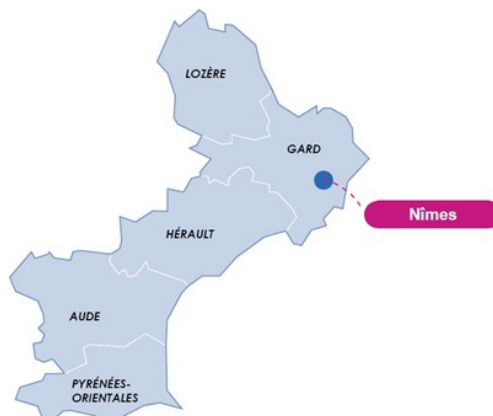 LOZÈRE
GARD
Nîmes
HÉRAULT
AUDE
PYRÉNÉES-
ORIENTALES